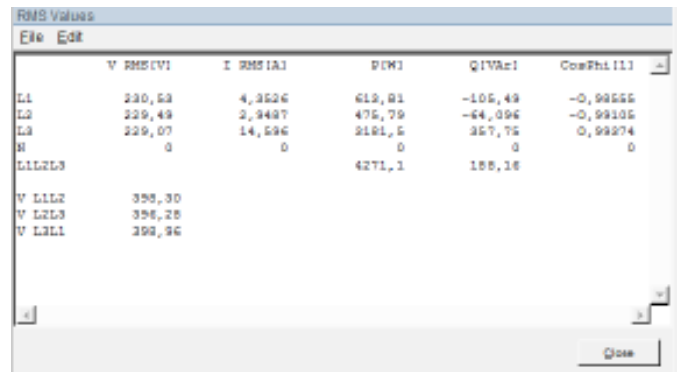 RMS Values
File Edit
V RMS[V] I RMS[A] P[W] Q[VAr] CosPhi[1]
L1 230,53 4,3526 613,81 -105,49 -0,98555
L2 229,49 2,9487 475,79 -64,096 -0,99105
L3 229,07 14,596 3181,5 357,75 0,99374
N 0 0 0 0 0
L1L2L3 4271,1 188,16
V L1L2 398,30
V L2L3 396,28
V L3L1 398,96
Close